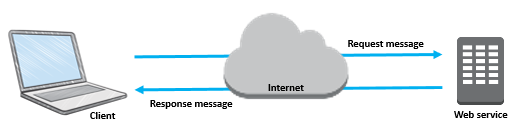 Request message
Internet
Response message
Client
Web service